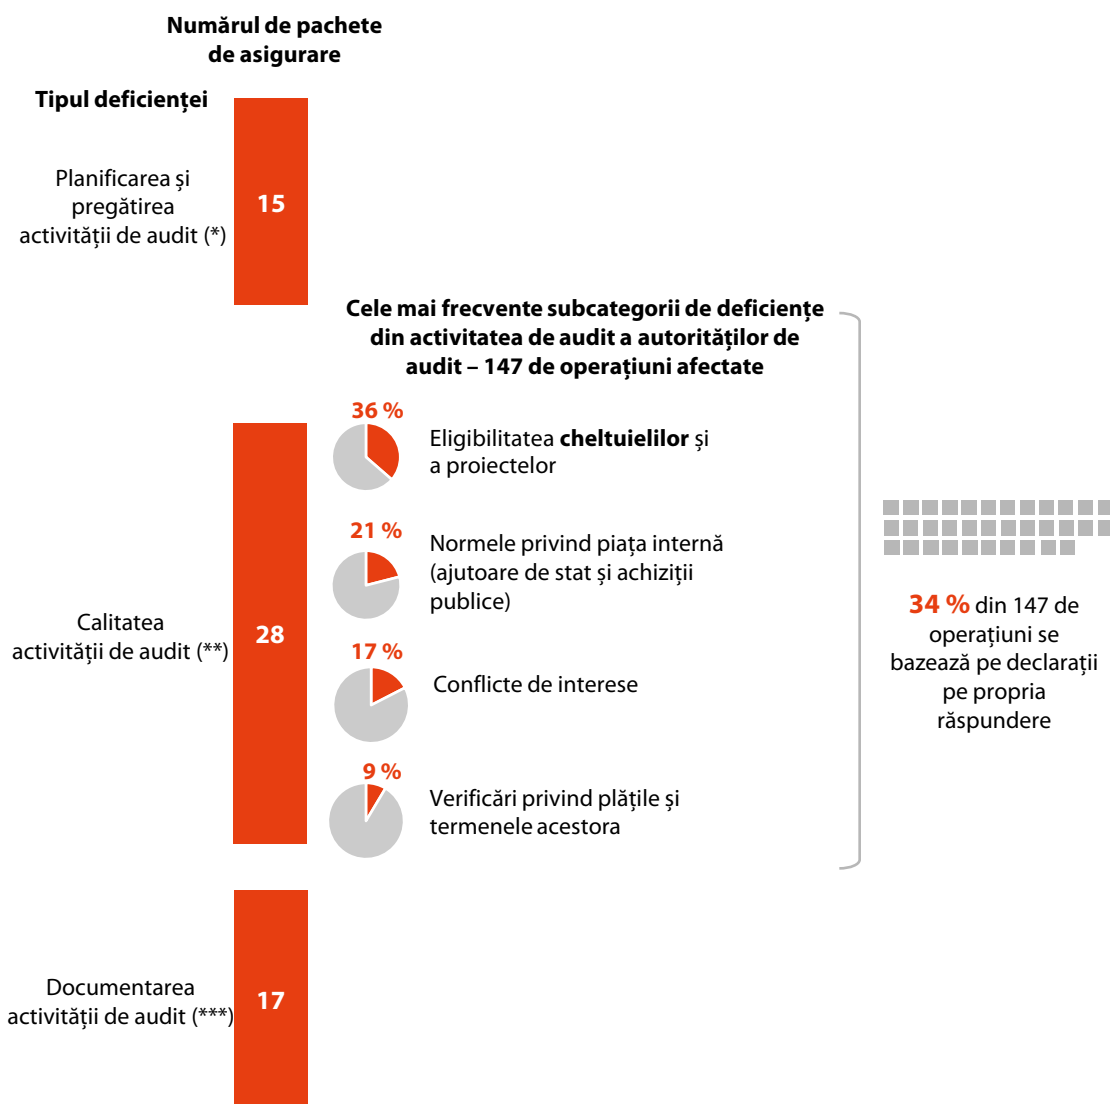 Numărul de pachete
de asigurare
Tipul deficienței
Planificarea și
pregătirea
activității de audit (*)
15
Cele mai frecvente subcategorii de deficiențe
din activitatea de audit a autorităților de
audit – 147 de operațiuni afectate
36 %
Eligibilitatea cheltuielilor și
a proiectelor
21 %
Normele privind piața internă
(ajutoare de stat și achiziții
publice)
Calitatea
activității de audit (**)
28
17 %
Conflicte de interese
9 %
Verificări privind plățile și
termenele acestora
34 % din 147 de
operațiuni se
bazează pe declarații
pe propria
răspundere
Documentarea
activității de audit (***)
17